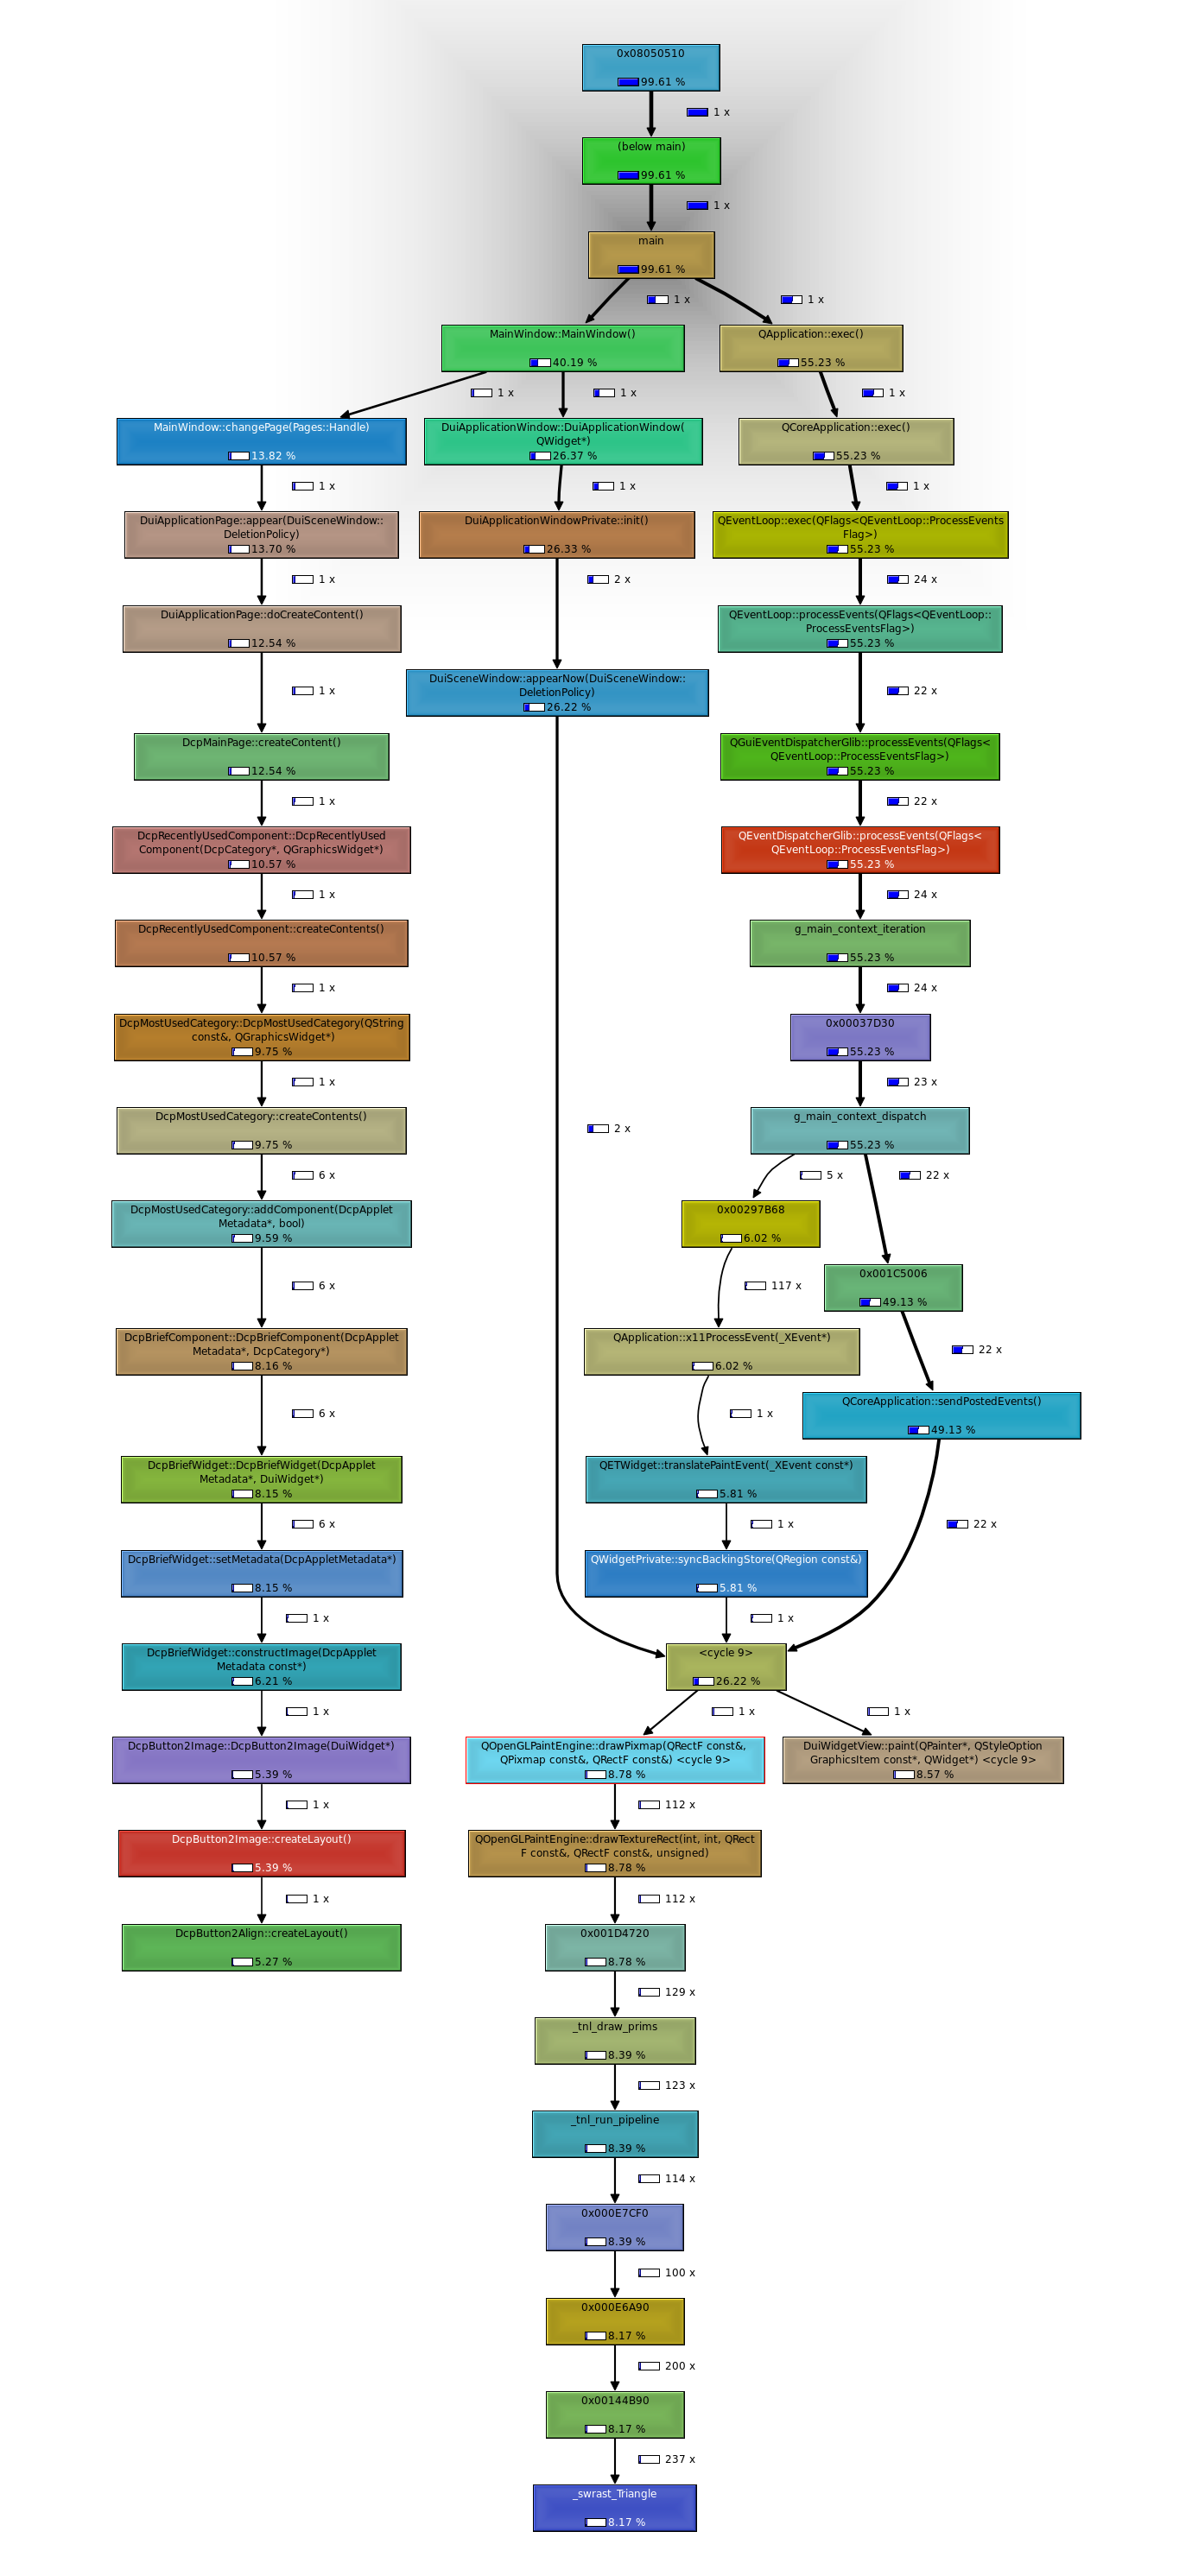 0x08050510
99.61 %
1 x
(below main)
99.61 %
1 x
main
99.61 %
1 x
1 x
MainWindow::MainWindow()
40.19 %
QApplication::exec()
55.23 %
1 x
1 x
1 x
MainWindow::changePage(Pages::Handle)
13.82 %
DuiApplicationWindow::DuiApplicationWindow(
QWidget*)
26.37 %
QCoreApplication::exec()
55.23 %
1 x
1 x
1 x
DuiApplicationPage::appear(DuiSceneWindow::
DeletionPolicy)
13.70 %
DuiApplicationWindowPrivate::init()
26.33 %
QEventLoop::exec(QFlags<QEventLoop::ProcessEvents
Flag>)
55.23 %
1 x
2 x
24 x
DuiApplicationPage::doCreateContent()
12.54 %
QEventLoop::processEvents(QFlags<QEventLoop::
ProcessEventsFlag>)
55.23 %
1 x
DuiSceneWindow::appearNow(DuiSceneWindow::
DeletionPolicy)
26.22 %
22 x
DcpMainPage::createContent()
12.54 %
QGuiEventDispatcherGlib::processEvents(QFlags<
QEventLoop::ProcessEventsFlag>)
55.23 %
1 x
22 x
DcpRecentlyUsedComponent::DcpRecentlyUsed
Component(DcpCategory*, QGraphicsWidget*)
10.57 %
QEventDispatcherGlib::processEvents(QFlags<
QEventLoop::ProcessEventsFlag>)
55.23 %
1 x
24 x
DcpRecentlyUsedComponent::createContents()
10.57 %
g_main_context_iteration
55.23 %
1 x
24 x
DcpMostUsedCategory::DcpMostUsedCategory(QString
const&, QGraphicsWidget*)
9.75 %
0x00037D30
55.23 %
1 x
23 x
DcpMostUsedCategory::createContents()
9.75 %
2 x
g_main_context_dispatch
55.23 %
6 x
5 x
22 x
DcpMostUsedCategory::addComponent(DcpApplet
Metadata*, bool)
9.59 %
0x00297B68
6.02 %
6 x
117 x
0x001C5006
49.13 %
DcpBriefComponent::DcpBriefComponent(DcpApplet
Metadata*, DcpCategory*)
8.16 %
QApplication::x11ProcessEvent(_XEvent*)
6.02 %
22 x
6 x
1 x
QCoreApplication::sendPostedEvents()
49.13 %
DcpBriefWidget::DcpBriefWidget(DcpApplet
Metadata*, DuiWidget*)
8.15 %
QETWidget::translatePaintEvent(_XEvent const*)
5.81 %
6 x
1 x
22 x
DcpBriefWidget::setMetadata(DcpAppletMetadata*)
8.15 %
QWidgetPrivate::syncBackingStore(QRegion const&)
5.81 %
1 x
1 x
DcpBriefWidget::constructImage(DcpApplet
Metadata const*)
6.21 %
<cycle 9>
26.22 %
1 x
1 x
1 x
DcpButton2Image::DcpButton2Image(DuiWidget*)
5.39 %
QOpenGLPaintEngine::drawPixmap(QRectF const&,
QPixmap const&, QRectF const&) <cycle 9>
8.78 %
DuiWidgetView::paint(QPainter*, QStyleOption
GraphicsItem const*, QWidget*) <cycle 9>
8.57 %
1 x
112 x
DcpButton2Image::createLayout()
5.39 %
QOpenGLPaintEngine::drawTextureRect(int, int, QRect
F const&, QRectF const&, unsigned)
8.78 %
1 x
112 x
DcpButton2Align::createLayout()
5.27 %
0x001D4720
8.78 %
129 x
_tnl_draw_prims
8.39 %
123 x
_tnl_run_pipeline
8.39 %
114 x
0x000E7CF0
8.39 %
100 x
0x000E6A90
8.17 %
200 x
0x00144B90
8.17 %
237 x
_swrast_Triangle
8.17 %